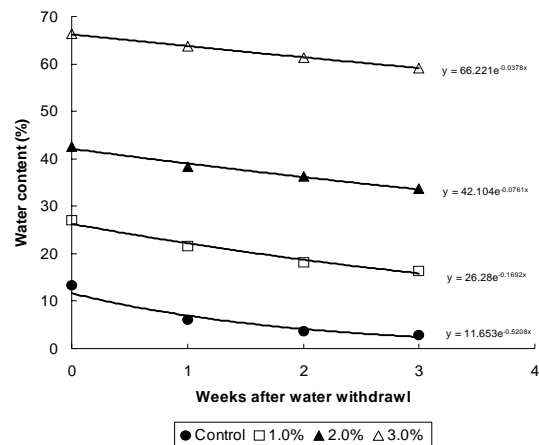 70
60
50
40
30
20
10
0
Water content (%)
y = 66.221e-0.0378x
y = 42.104e-0.0761x
y = 26.28e-0.1692x
y = 11.653e-0.5208x
0 1 2 3 4
Weeks after water withdrawl
Control 1.0% 2.0% 3.0%